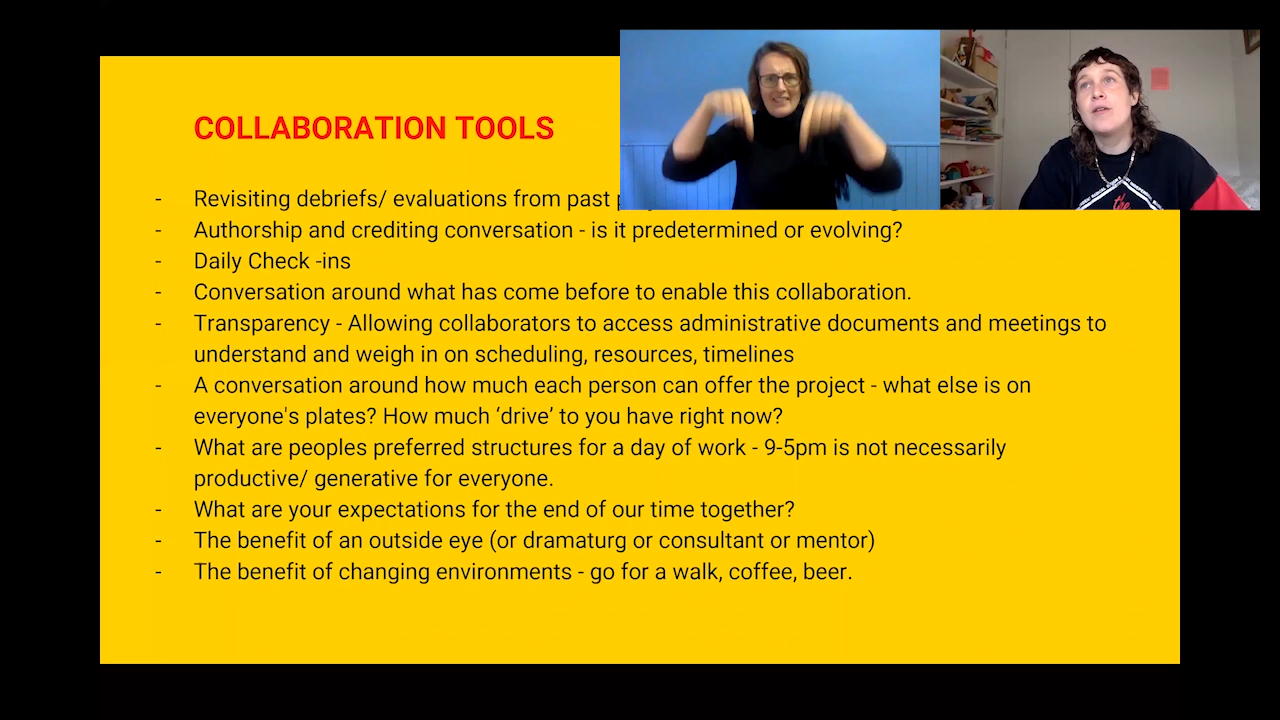 COLLABORATION TOOLS
- Revisiting debriefs/ evaluations from past
- Authorship and crediting conversation - is it predetermined or evolving?
- Daily Check -ins
- Conversation around what has come before to enable this collaboration.
- Transparency - Allowing collaborators to access administrative documents and meetings to
understand and weigh in on scheduling, resources, timelines
- A conversation around how much each person can offer the project - what else is on
everyone's plates? How much ‘drive’ to you have right now?
- What are peoples preferred structures for a day of work - 9-5pm is not necessarily
productive/ generative for everyone.
- What are your expectations for the end of our time together?
- The benefit of an outside eye (or dramaturg or consultant or mentor)
- The benefit of changing environments - go for a walk, coffee, beer.
the